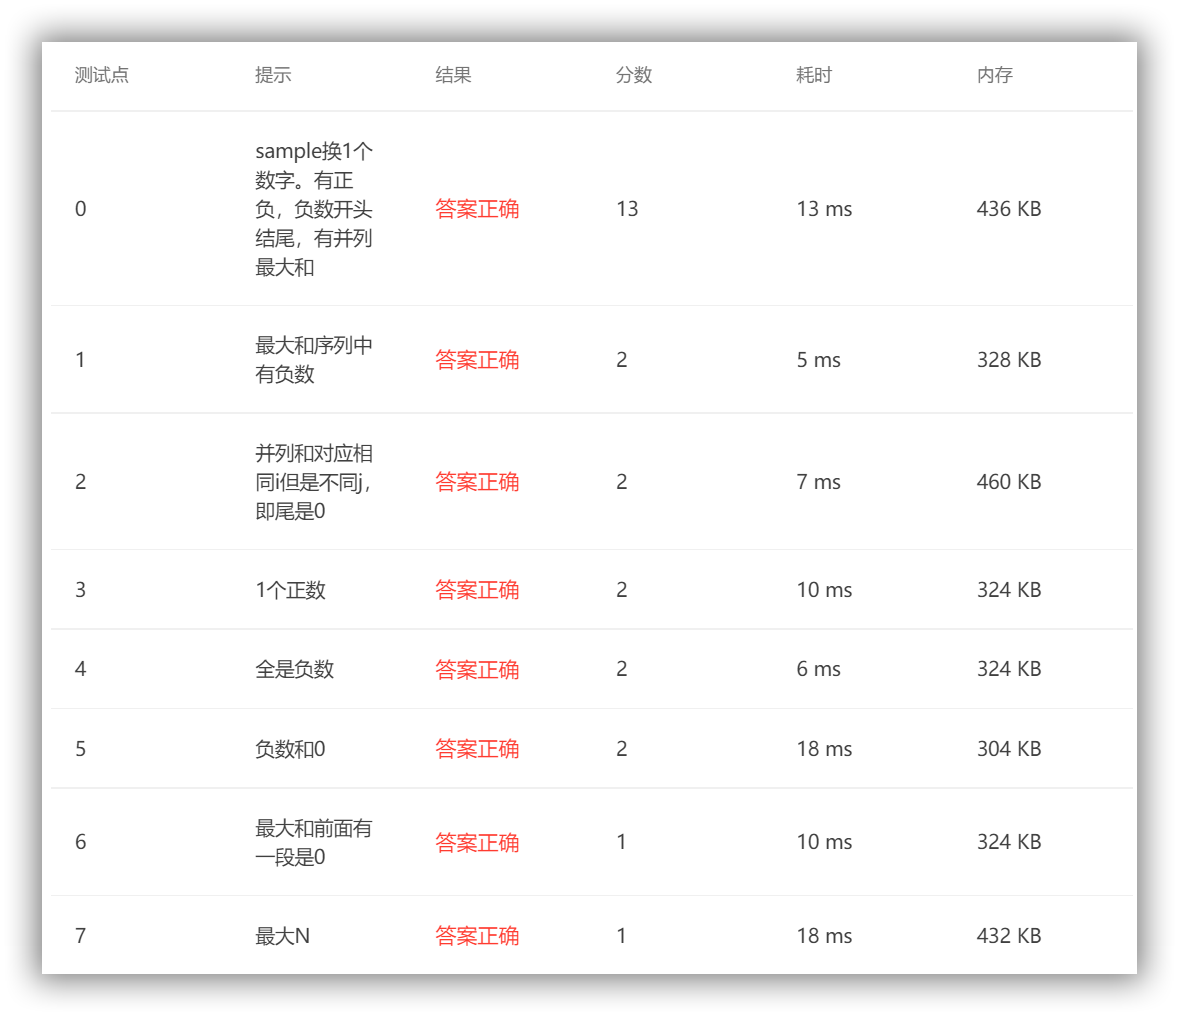 测试点 提示 结果 分数 耗时 内存
sample换1个
数字。有正
0 负，负数开头 答案正确 13 13 ms 436 KB
结尾，有并列
最大和
最大和序列中
1 答案正确 2 5 ms 328 KB
有负数
并列和对应相
2 同i但是不同j， 答案正确 2 7 ms 460 KB
即尾是0
3 1个正数 答案正确 2 10 ms 324 KB
4 全是负数 答案正确 2 6 ms 324 KB
5 负数和0 答案正确 2 18 ms 304 KB
最大和前面有
6 答案正确 1 10 ms 324 KB
一段是0
7 最大N 答案正确 1 18 ms 432 KB